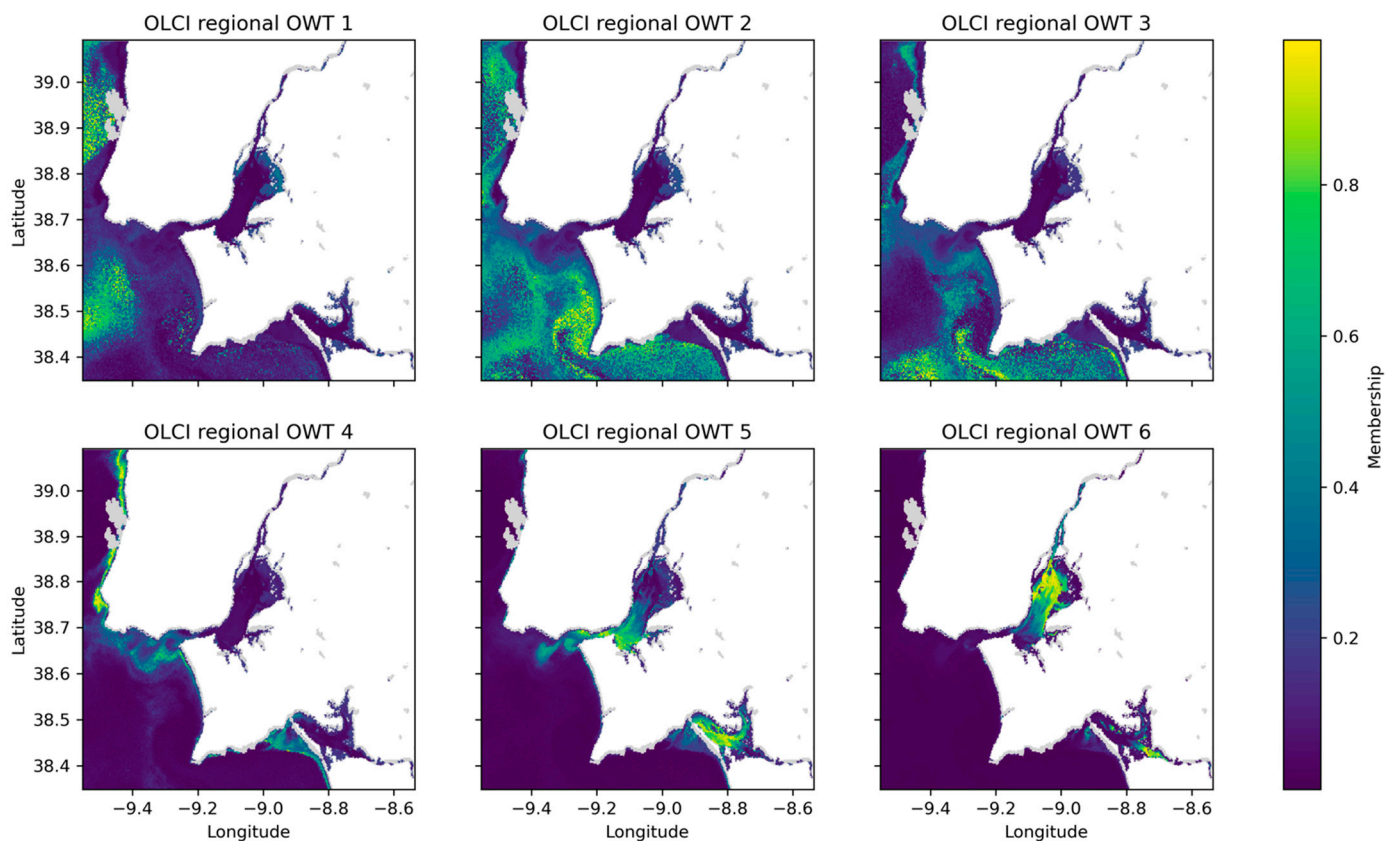 OLCI regional OWT 1
OLCI regional OWT 2
OLCI regional OWT 3
39.0
38.9
38.8
38.7
38.6
38.5
38.4
Latitude
0.8
0.6
0.4
0.2
Membership
OLCI regional OWT 4
OLCI regional OWT 5
OLCI regional OWT 6
39.0
38.9
38.8
38.7
38.6
38.5
38.4
Latitude
−9.4 −9.2 −9.0 −8.8 −8.6
−9.4 −9.2 −9.0 −8.8 −8.6
−9.4 −9.2 −9.0 −8.8 −8.6
Longitude
Longitude
Longitude